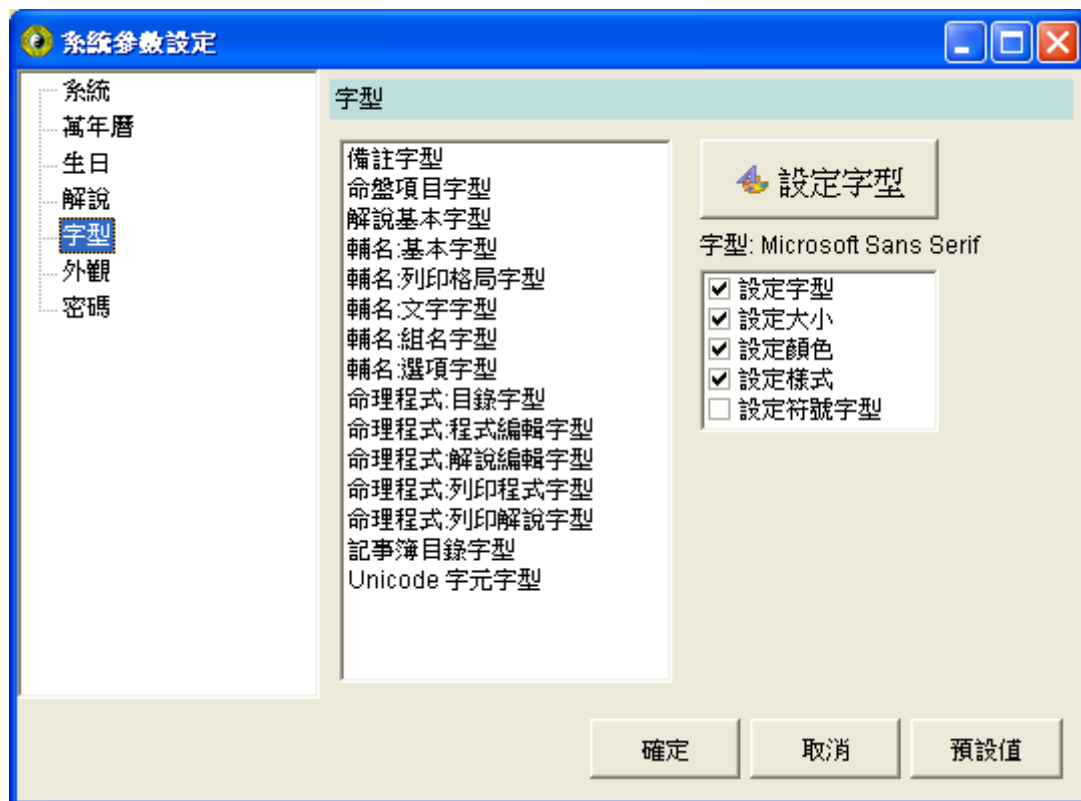 系統參數設定
系統
萬年曆
生日
解說
字型
外觀
密碼
字型
備註字型
命盤項目字型
解說基本字型
輔名:基本字型
輔名:列印格局字型
輔名:文字字型
輔名:組名字型
輔名:選項字型
命理程式:目錄字型
命理程式:程式編輯字型
命理程式:解說編輯字型
命理程式:列印程式字型
命理程式:列印解說字型
記事簿目錄字型
Unicode 字元字型
設定字型
字型: Microsoft Sans Serif
設定字型
設定大小
設定顏色
設定樣式
設定符號字型
確定
取消
預設值